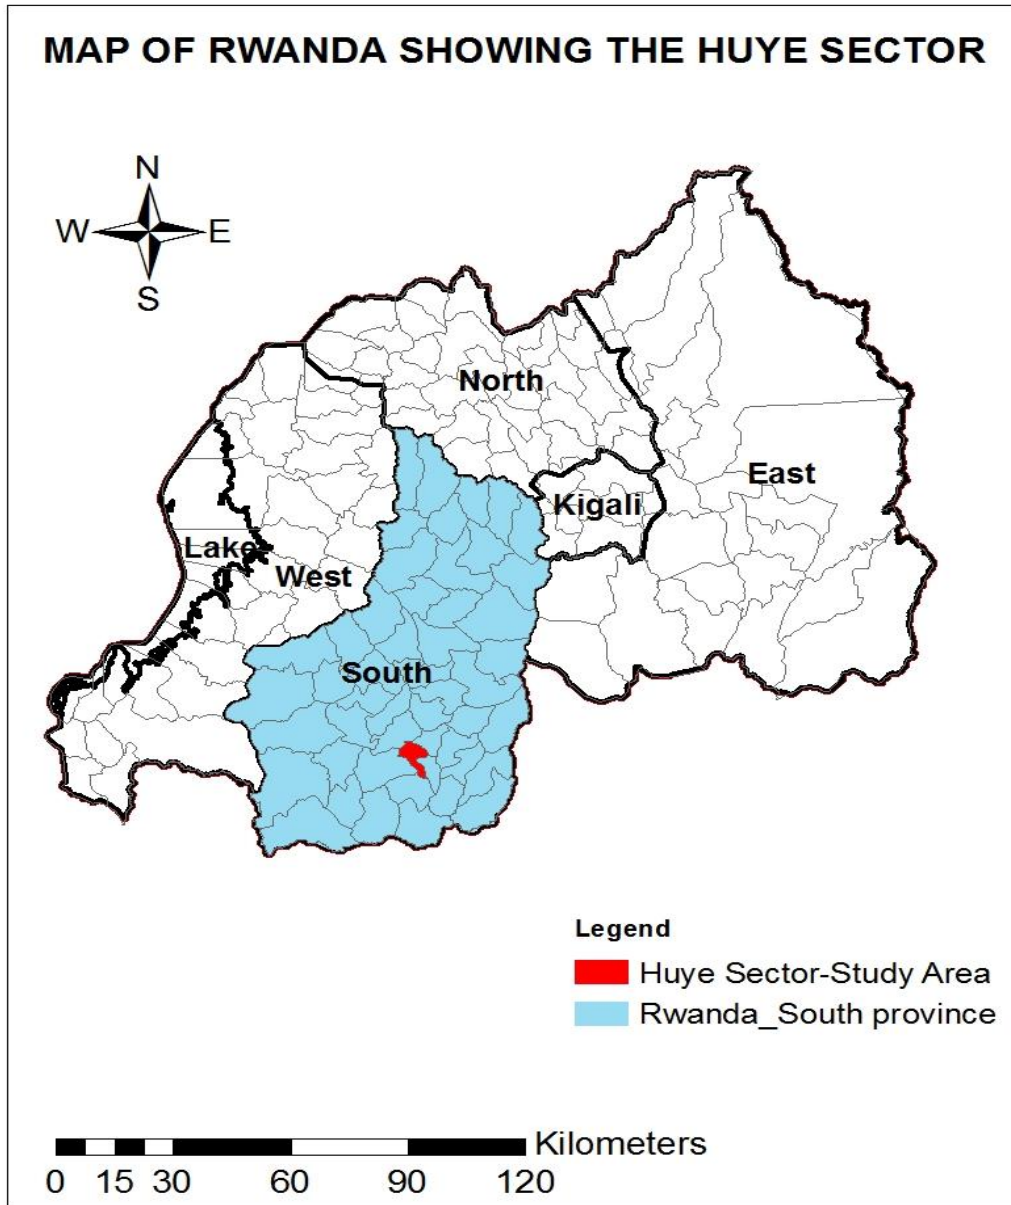 MAP OF RWANDA SHOWING THE HUYE SECTOR
N
W E
S
North
East
Kigali
Lake
West
South
Legend
Huye Sector-Study Area
Rwanda_South province
Kilometers
0 15 30 60 90 120